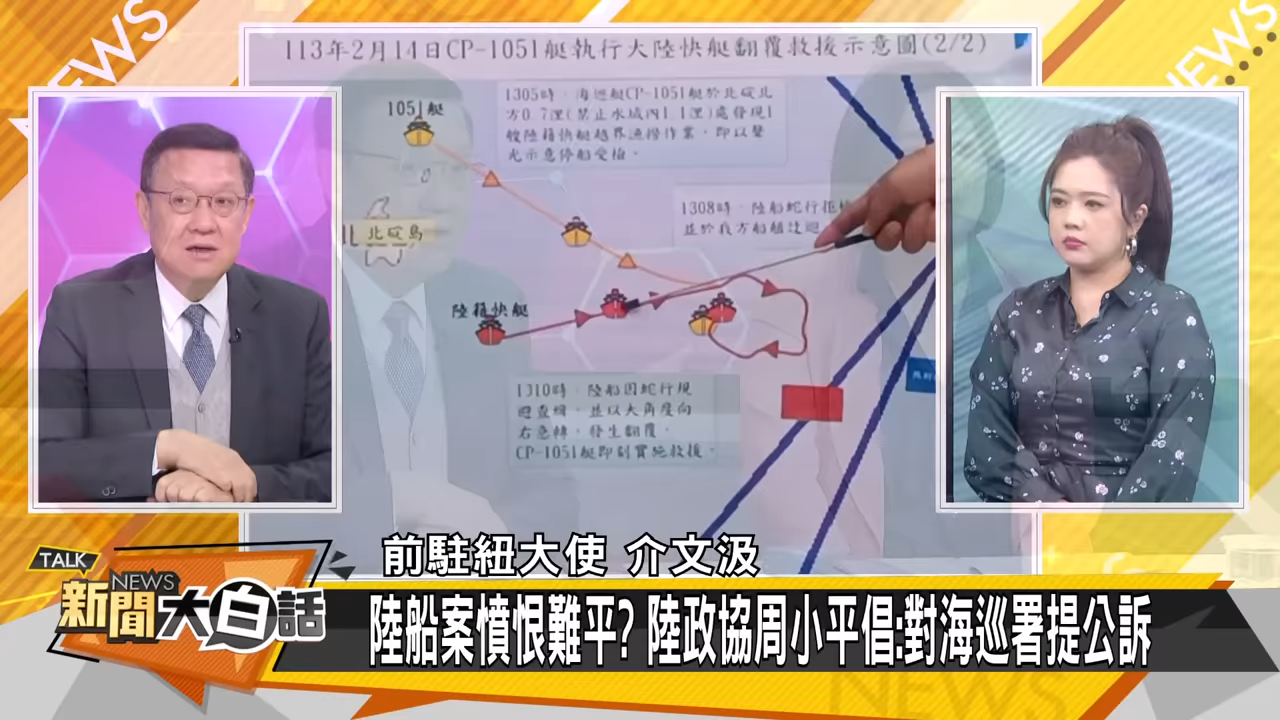 NEWS
NEWS
113年2月14日CP-1051艇執行大陸快艇翻覆救援示意圖(2/2)
1051艇
1305時，海巡艇CP-1051艇於北碇北
方0.7浬(禁止水域內1.1浬)處發現1
艘陸籍快艇越界漁撈作業，即以聲
光示意停船受檢。
1308時，陸船蛇行拒檢
並於我方船艏迂迴
北碇島
陸籍快艇
1310時，陸船因蛇行規
避查緝，並以大角度向
右急轉，發生翻覆，
CP-1051艇即刻實施救援。
前駐紐大使 介文汲
TALK
NEWS
新聞大白話
陸船案憤恨難平? 陸政協周小平倡:對海巡署提公訴
NEWS